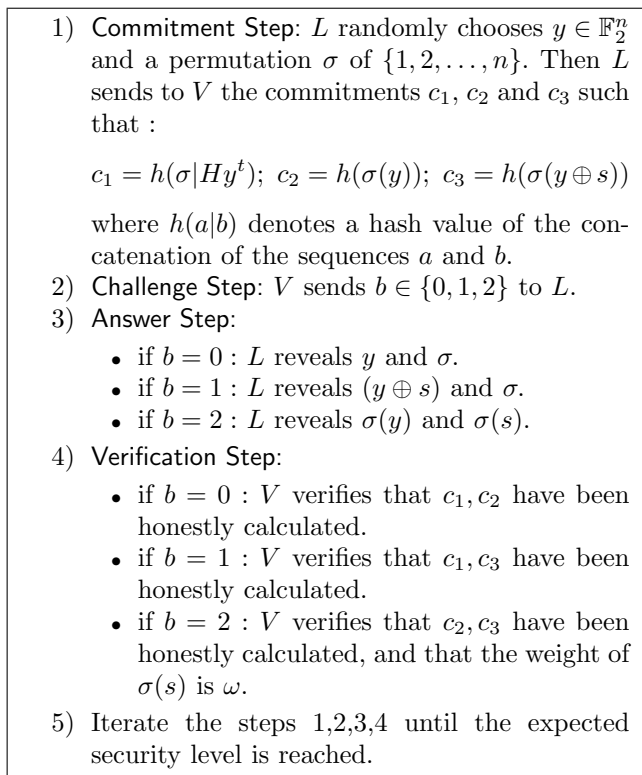 1) Commitment Step: L randomly chooses y ∈ 𝔽₂ⁿ
and a permutation σ of {1, 2, . . . , n}. Then L
sends to V the commitments c₁, c₂ and c₃ such
that :
c₁ = h(σ|Hyᵗ); c₂ = h(σ(y)); c₃ = h(σ(y ⊕ s))
where h(a|b) denotes a hash value of the con-
catenation of the sequences a and b.
2) Challenge Step: V sends b ∈ {0, 1, 2} to L.
3) Answer Step:
• if b = 0 : L reveals y and σ.
• if b = 1 : L reveals (y ⊕ s) and σ.
• if b = 2 : L reveals σ(y) and σ(s).
4) Verification Step:
• if b = 0 : V verifies that c₁, c₂ have been
honestly calculated.
• if b = 1 : V verifies that c₁, c₃ have been
honestly calculated.
• if b = 2 : V verifies that c₂, c₃ have been
honestly calculated, and that the weight of
σ(s) is ω.
5) Iterate the steps 1,2,3,4 until the expected
security level is reached.